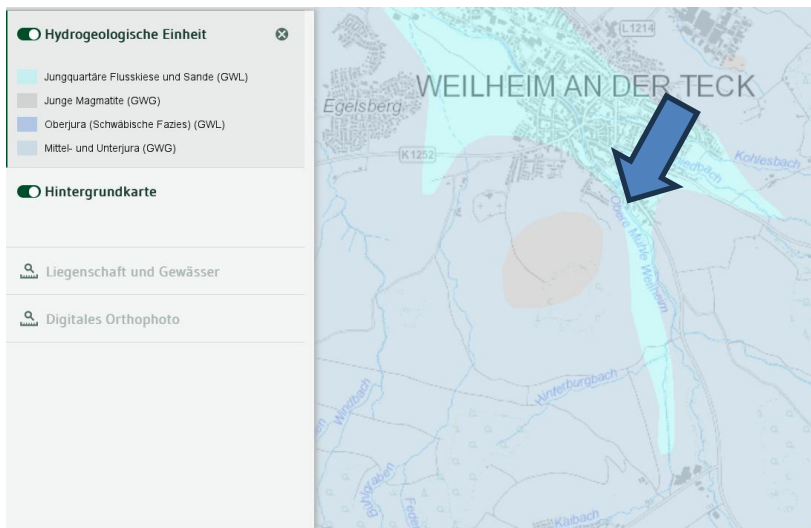 Hydrogeologische Einheit
Jungquartäre Flusskiese und Sande (GWL)
Junge Magmatite (GWG)
Oberjura (Schwäbische Fazies) (GWL)
Mittel- und Unterjura (GWG)
Hintergrundkarte
Liegenschaft und Gewässer
Digitales Orthophoto
L1214
WEILHEIM AN DER TECK
Egelsberg
K1252
Kohlesbach
Obere Mühle Weilheim
Hinterburgbach
Windbach
Kaibach